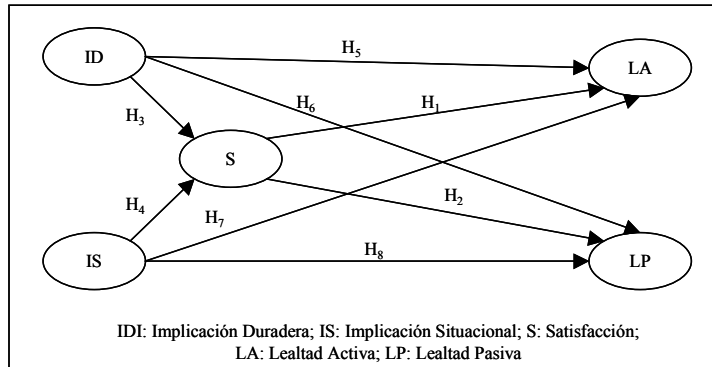 ID
H5
LA
H6
H1
H3
S
H4
H7
H2
IS
H8
LP
IDI: Implicación Duradera; IS: Implicación Situacional; S: Satisfacción;
LA: Lealtad Activa; LP: Lealtad Pasiva